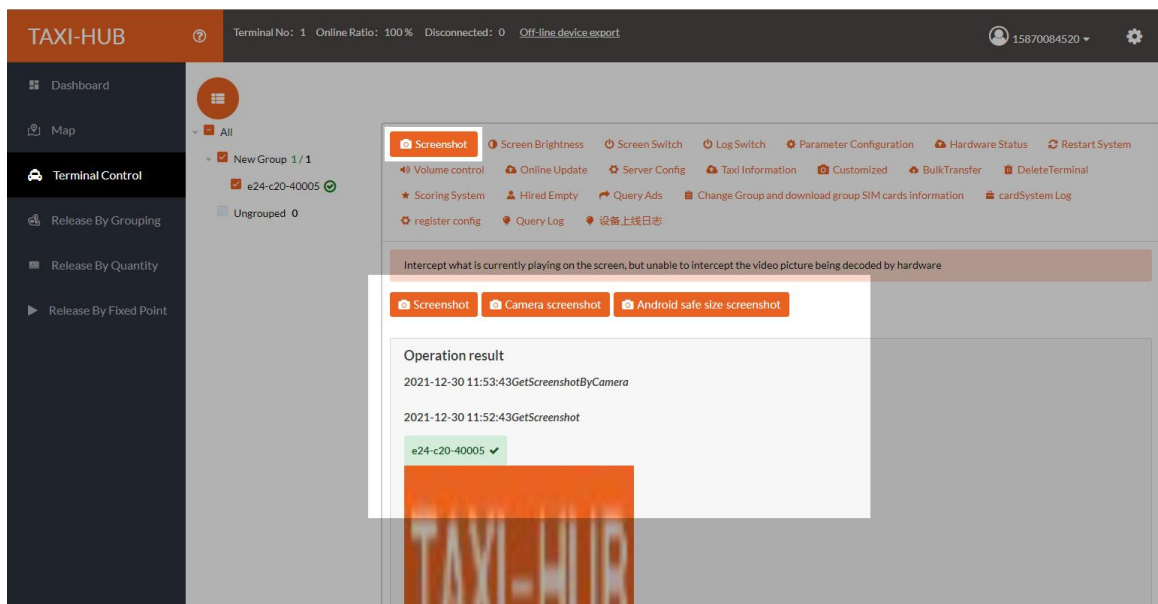 TAXI-HUB
Terminal No: 1 Online Ratio: 100 % Disconnected: 0 Off-line device export
15870084520
Dashboard
Map
Terminal Control
Release By Grouping
Release By Quantity
Release By Fixed Point
All
New Group 1 / 1
e24-c20-40005
Ungrouped 0
Screenshot Screen Brightness Screen Switch Log Switch Parameter Configuration Hardware Status Restart System
Volume control Online Update Server Config Taxi Information Customized BulkTransfer DeleteTerminal
Scoring System Hired Empty Query Ads Change Group and download group SIM cards information cardSystem Log
register config Query Log 设备上线日志
Intercept what is currently playing on the screen, but unable to intercept the video picture being decoded by hardware
Screenshot Camera screenshot Android safe size screenshot
Operation result
2021-12-30 11:53:43GetScreenshotByCamera
2021-12-30 11:52:43GetScreenshot
e24-c20-40005
TAXI-HUB